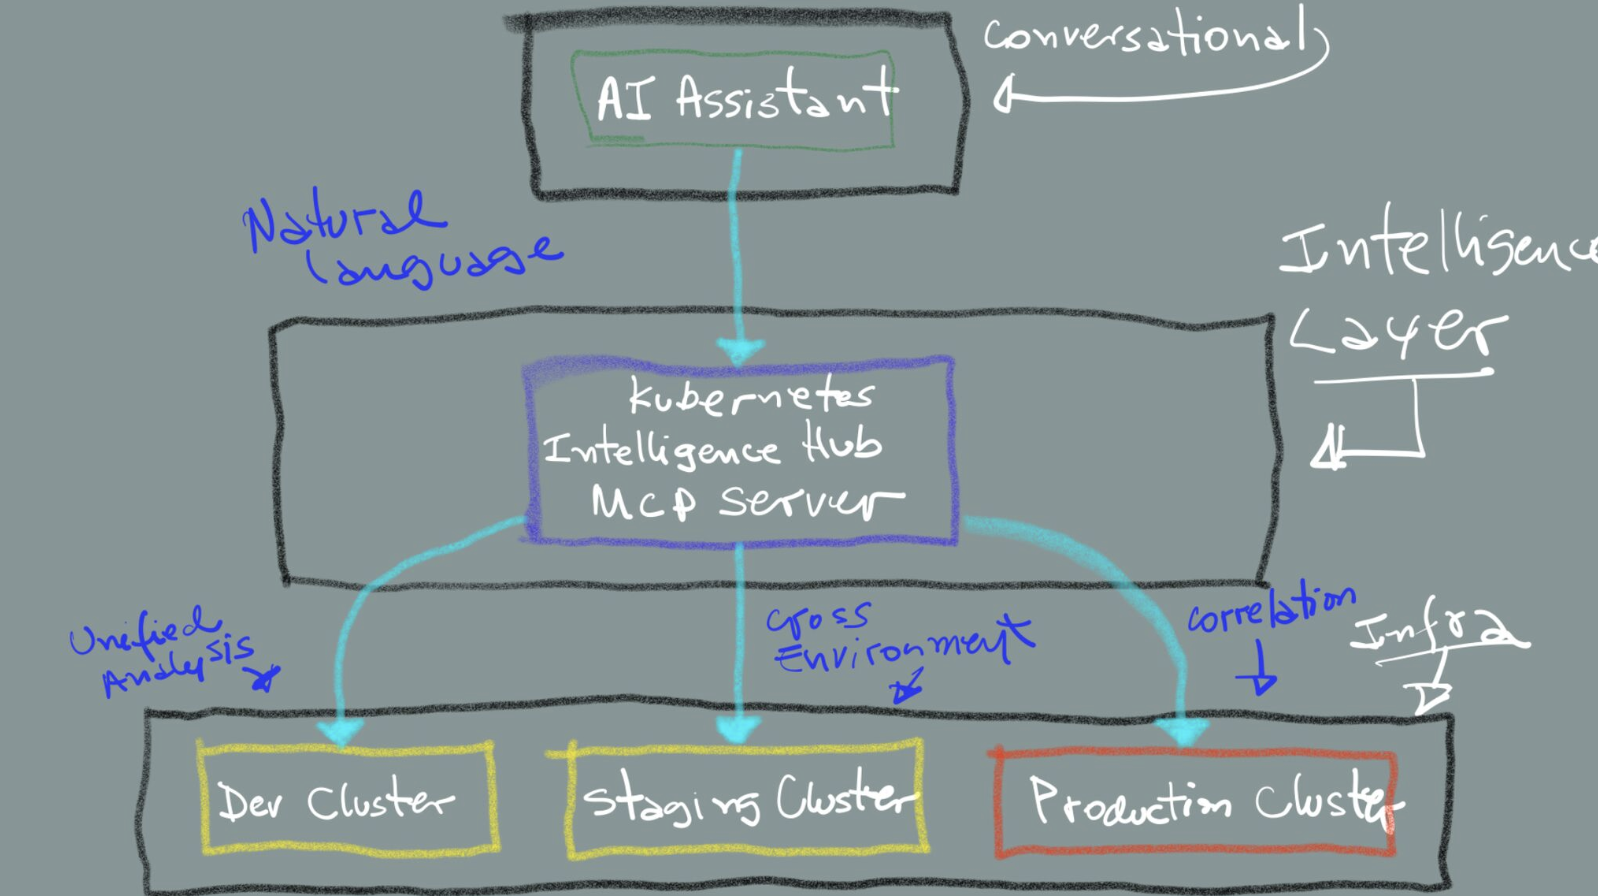 Conversational
AI Assistant
Natural
Language
Intelligence
Layer
Kubernetes
Intelligence Hub
MCP Server
Unified
Analysis
Cross
Environment
Correlation
Infra
Dev Cluster
Staging Cluster
Production Cluster